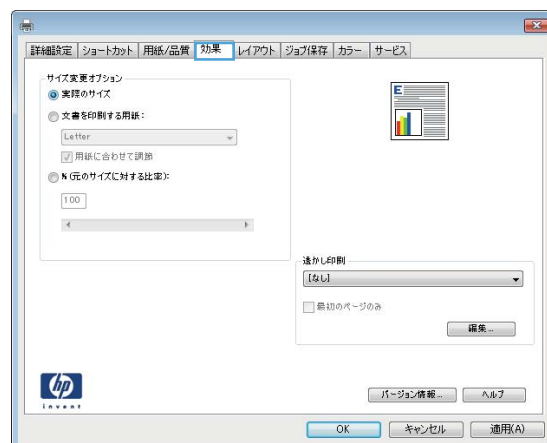 詳細設定 ショートカット 用紙/品質 効果 レイアウト ジョブ保存 カラー サービス
サイズ変更オプション
実際のサイズ
文書を印刷する用紙:
Letter
用紙に合わせて調節
% (元のサイズに対する比率):
100
E
透かし印刷
[なし]
最初のページのみ
編集...
hp
invent
バージョン情報... ヘルプ
OK キャンセル 適用(A)